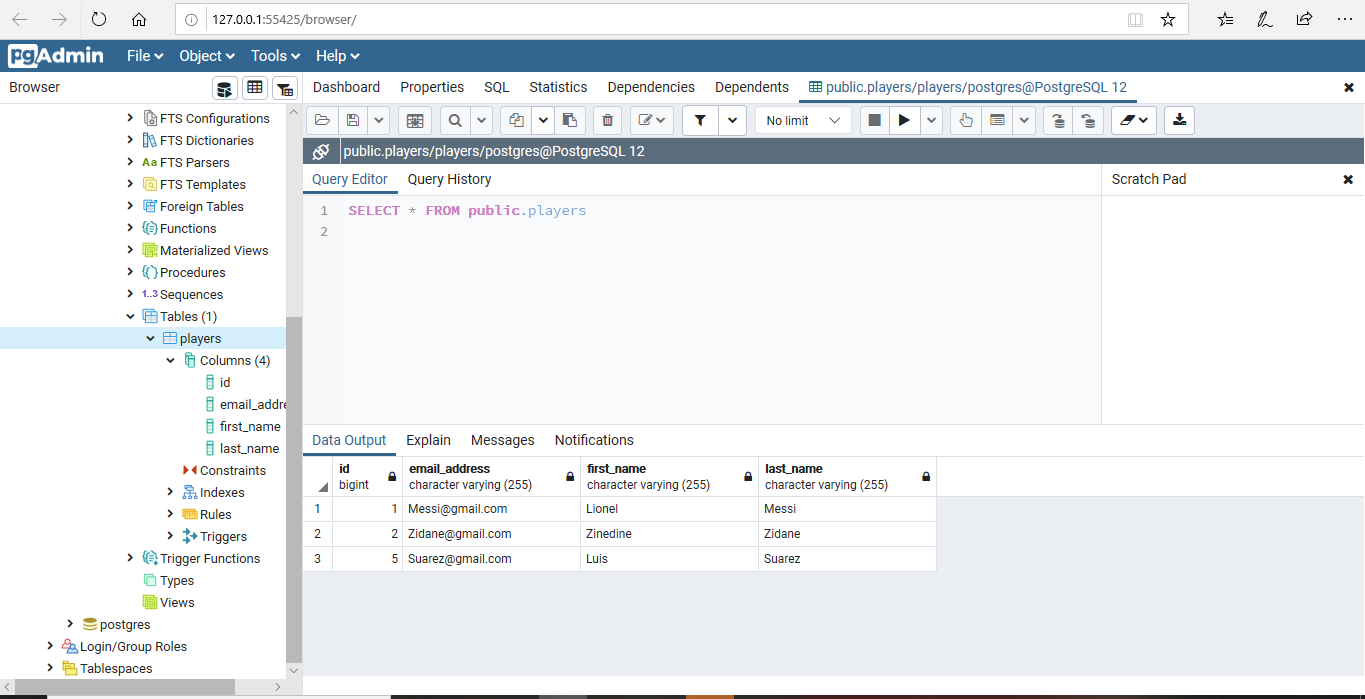 127.0.0.1:55425/browser/
pgAdmin File Object Tools Help
Browser
Dashboard Properties SQL Statistics Dependencies Dependents public.players/players/postgres@PostgreSQL 12
FTS Configurations
FTS Dictionaries
Aa FTS Parsers
FTS Templates
Foreign Tables
Functions
Materialized Views
Procedures
1..3 Sequences
Tables (1)
players
Columns (4)
id
email_addre
first_name
last_name
Constraints
Indexes
Rules
Triggers
Trigger Functions
Types
Views
postgres
Login/Group Roles
Tablespaces
No limit
public.players/players/postgres@PostgreSQL 12
Query Editor Query History
Scratch Pad
1 SELECT * FROM public.players
2
Data Output Explain Messages Notifications
id email_address first_name last_name
bigint character varying (255) character varying (255) character varying (255)
1 1 Messi@gmail.com Lionel Messi
2 2 Zidane@gmail.com Zinedine Zidane
3 5 Suarez@gmail.com Luis Suarez